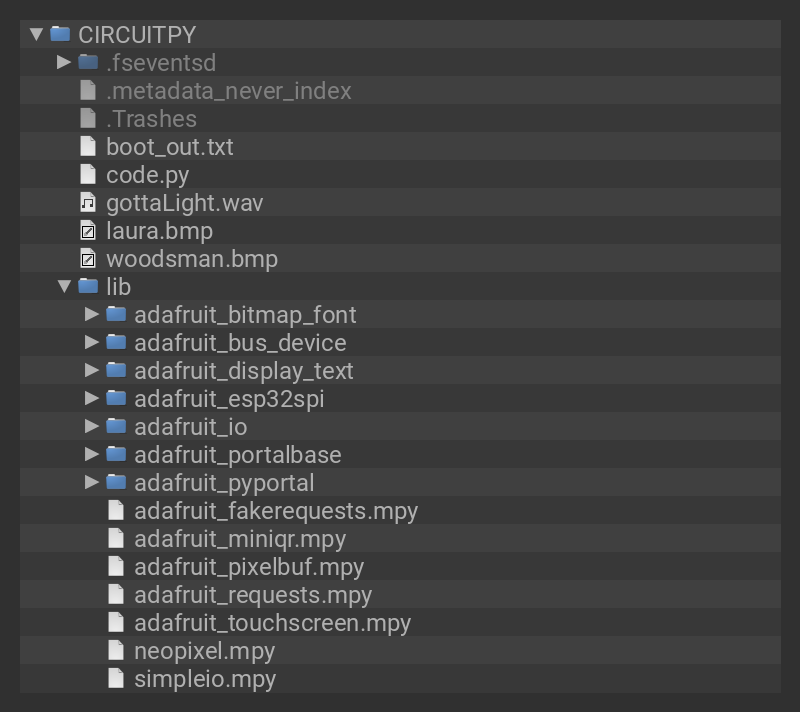 CIRCUITPY
.fseventsd
.metadata_never_index
.Trashes
boot_out.txt
code.py
gottaLight.wav
laura.bmp
woodsman.bmp
lib
adafruit_bitmap_font
adafruit_bus_device
adafruit_display_text
adafruit_esp32spi
adafruit_io
adafruit_portalbase
adafruit_pyportal
adafruit_fakerequests.mpy
adafruit_miniqr.mpy
adafruit_pixelbuf.mpy
adafruit_requests.mpy
adafruit_touchscreen.mpy
neopixel.mpy
simpleio.mpy